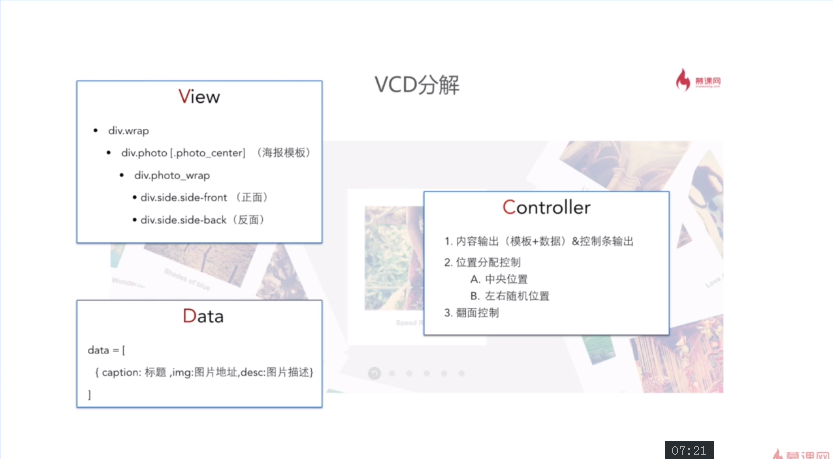 VCD分解
慕课网
View
• div.wrap
• div.photo [.photo_center] （海报模板）
• div.photo_wrap
• div.side.side-front （正面）
• div.side.side-back（反面）
Controller
1. 内容输出（模板+数据）&控制条输出
2. 位置分配控制
A. 中央位置
B. 左右随机位置
3. 翻面控制
Shades of blue
Data
data = [
{ caption: 标题 ,img:图片地址,desc:图片描述}
]
07:21
慕课网